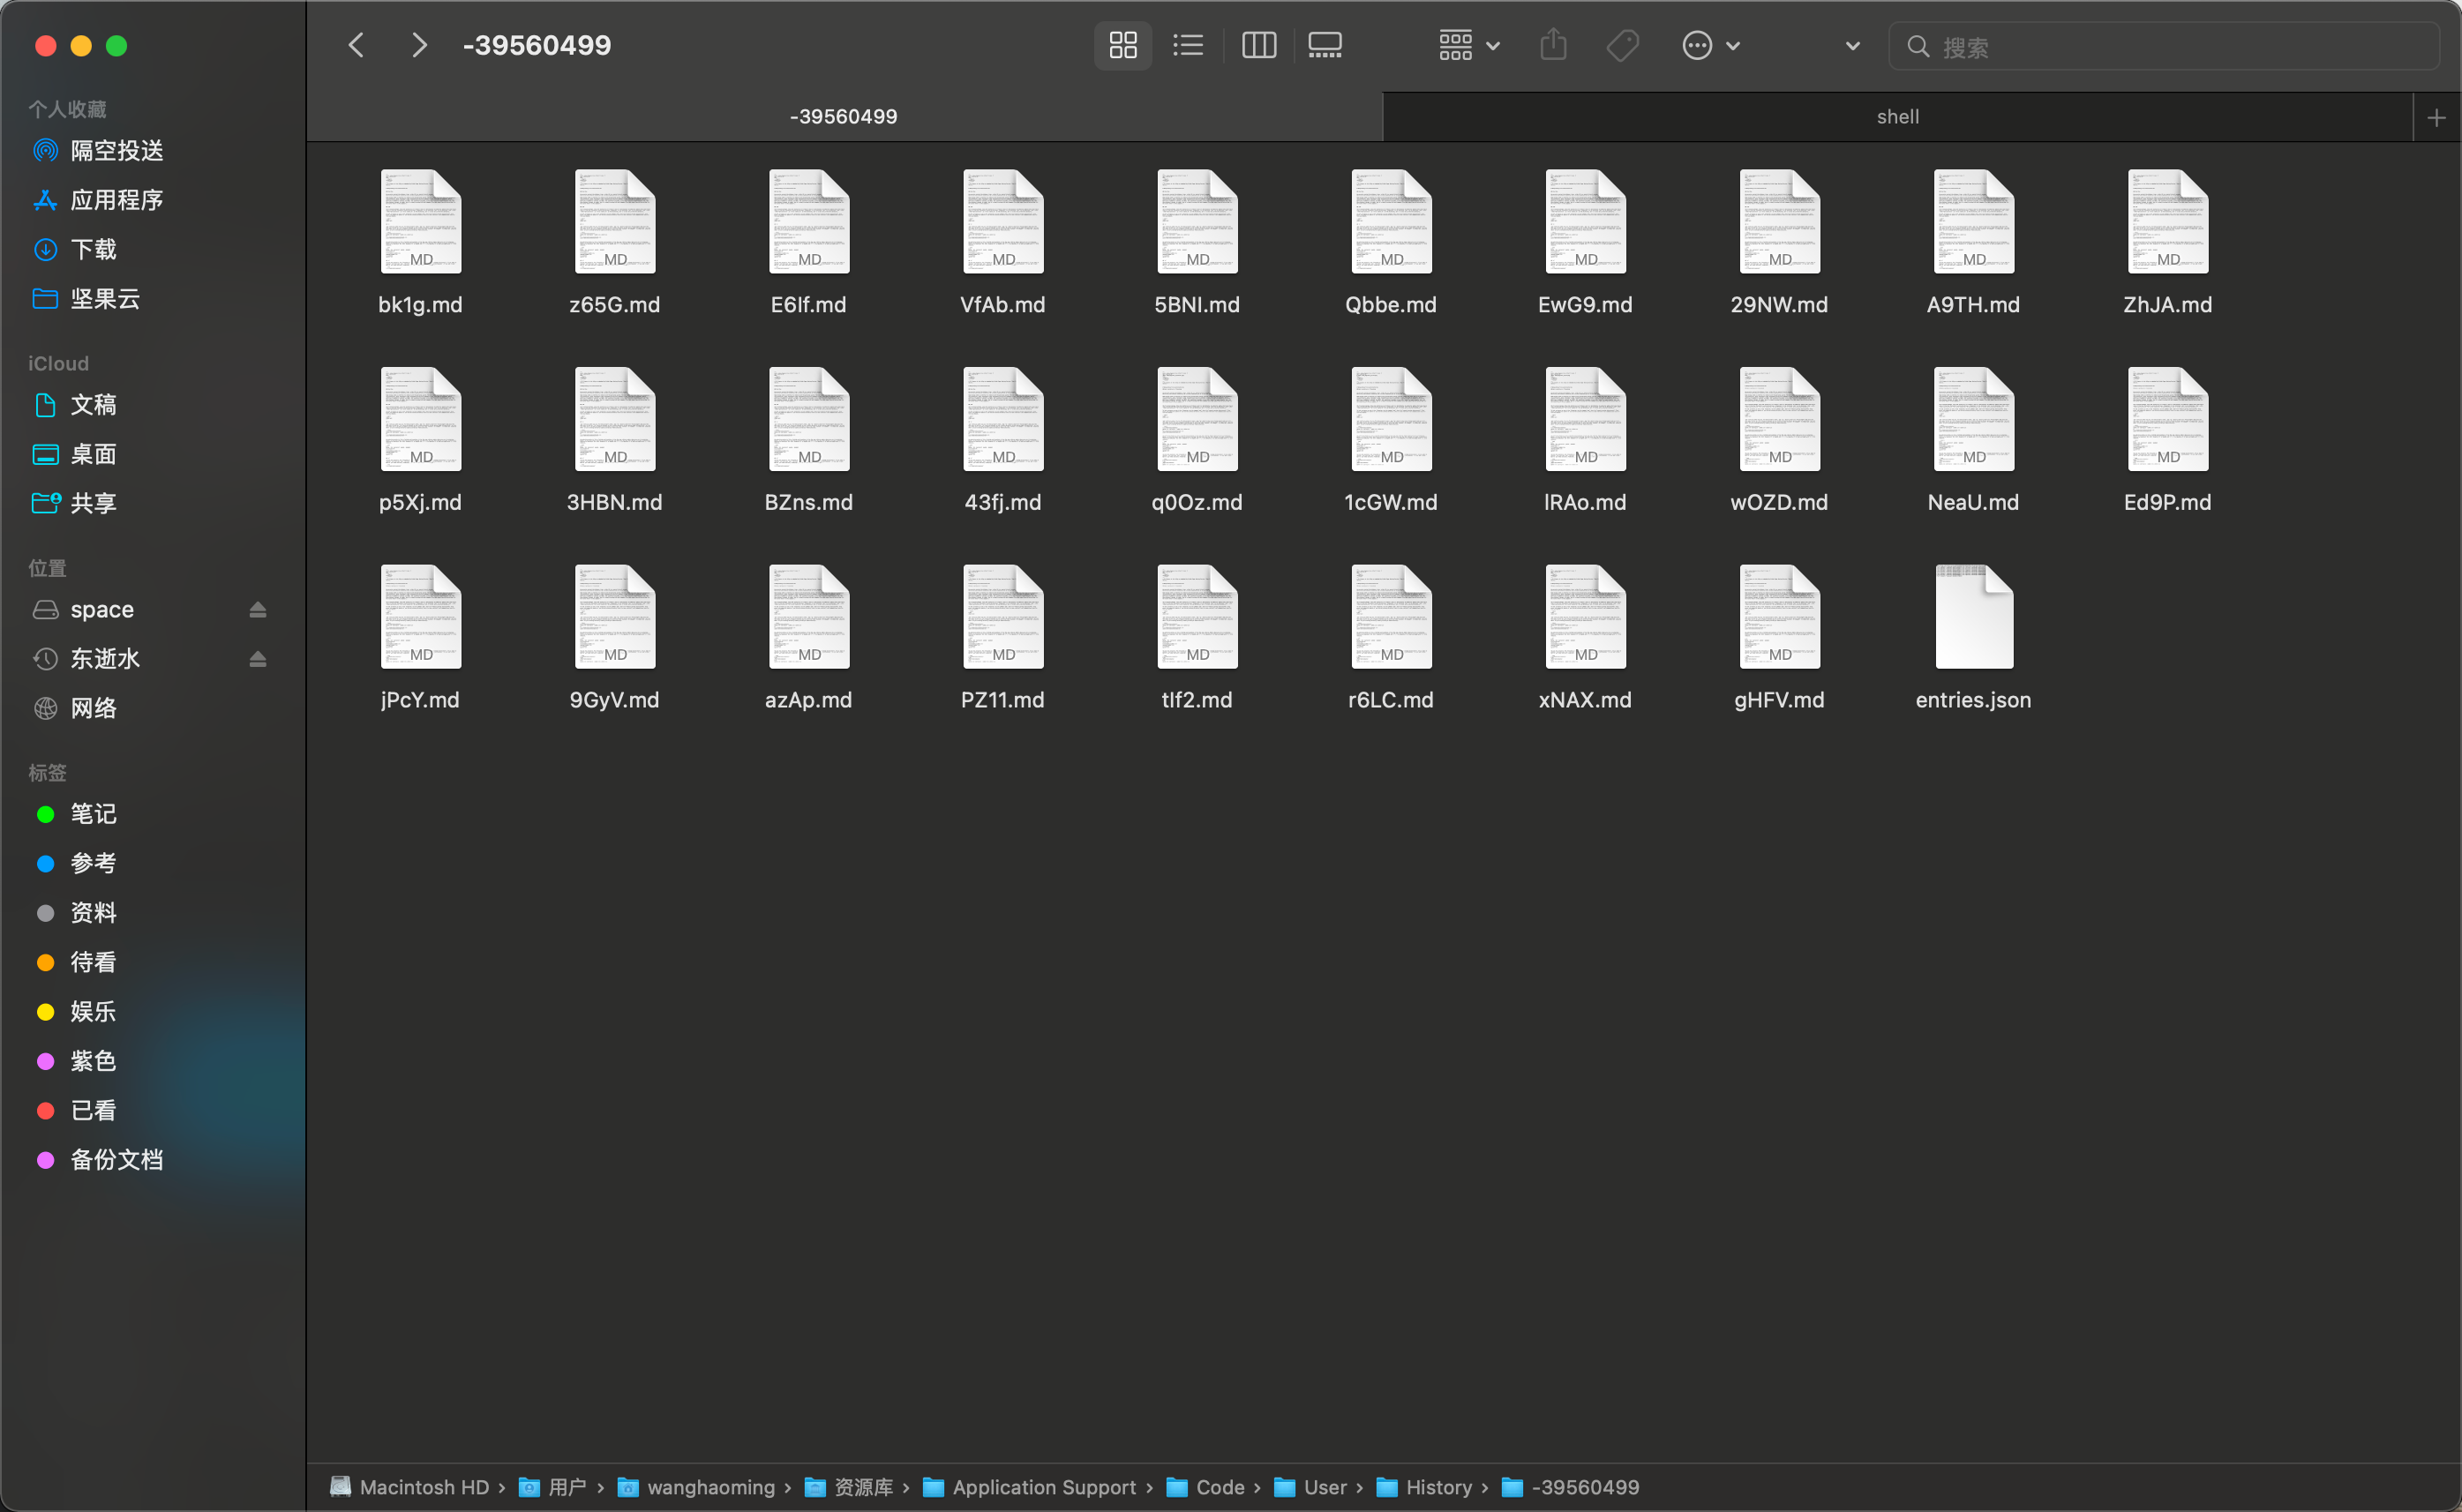 -39560499
搜索
-39560499
shell
个人收藏
隔空投送
应用程序
下载
坚果云
iCloud
文稿
桌面
共享
位置
space
东逝水
网络
标签
笔记
参考
资料
待看
娱乐
紫色
已看
备份文档
MD MD MD MD MD MD MD MD MD MD
bk1g.md z65G.md E6lf.md VfAb.md 5BNI.md Qbbe.md EwG9.md 29NW.md A9TH.md ZhJA.md
MD MD MD MD MD MD MD MD MD MD
p5Xj.md 3HBN.md BZns.md 43fj.md q0Oz.md 1cGW.md lRAo.md wOZD.md NeaU.md Ed9P.md
MD MD MD MD MD MD MD MD
jPcY.md 9GyV.md azAp.md PZ11.md tIf2.md r6LC.md xNAX.md gHFV.md entries.json
Macintosh HD › 用户 › wanghaoming › 资源库 › Application Support › Code › User › History › -39560499